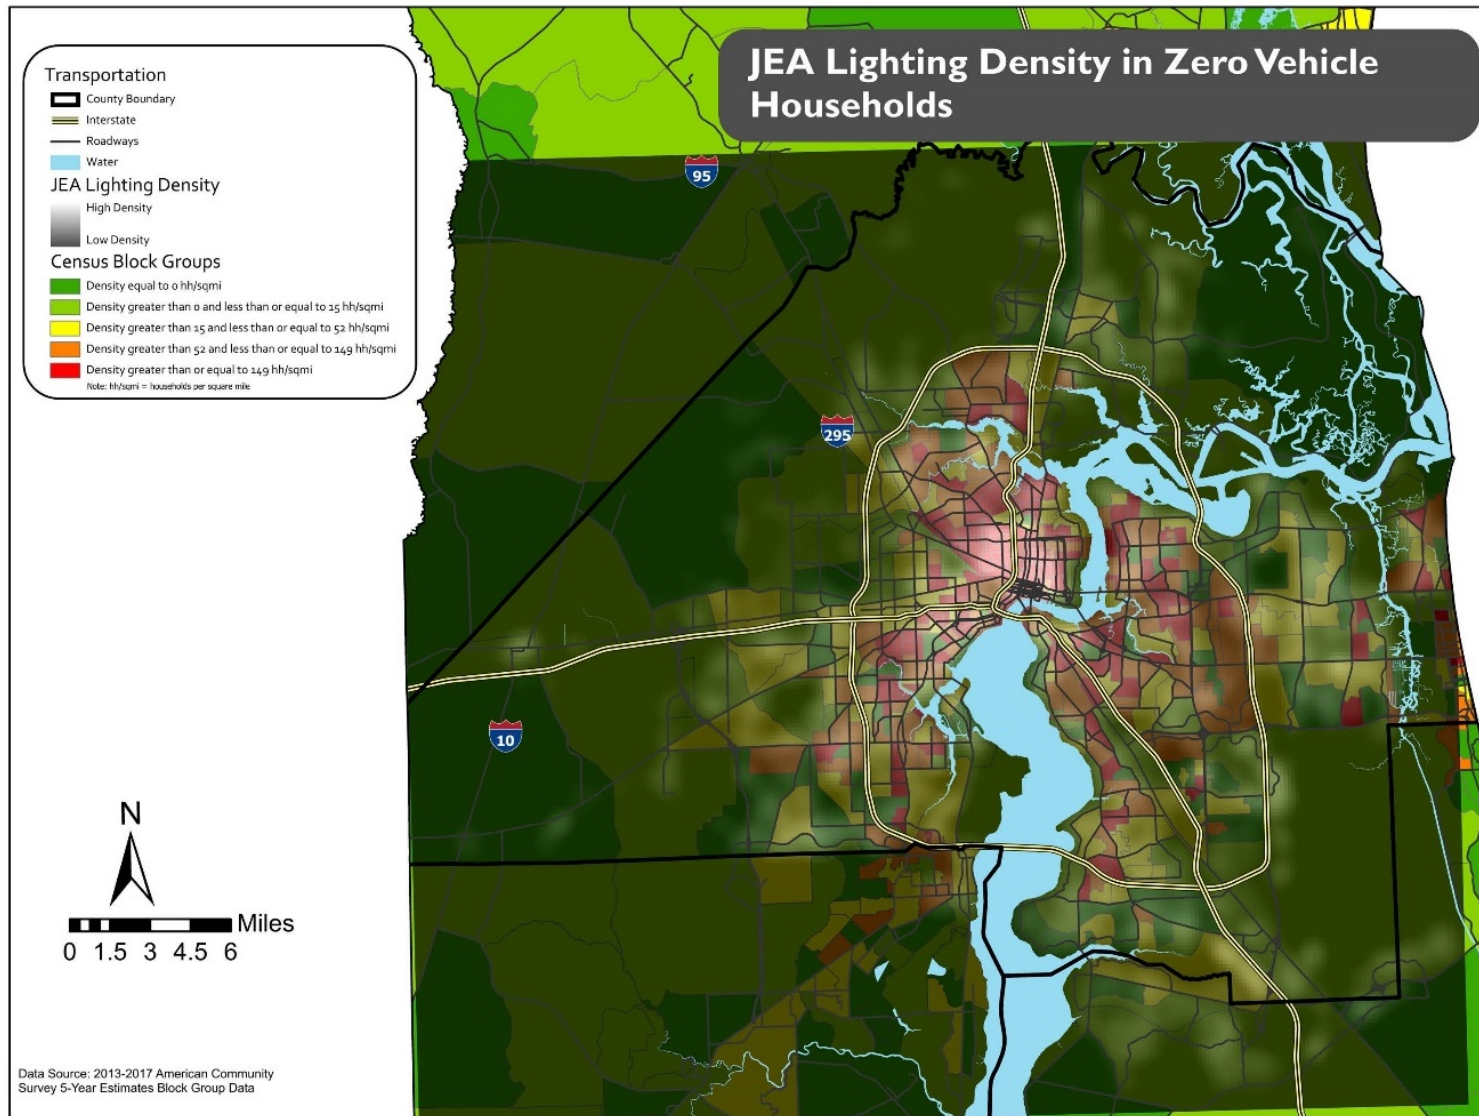 JEA Lighting Density in Zero Vehicle
Households
Transportation
County Boundary
Interstate
Roadways
Water
JEA Lighting Density
High Density
Low Density
Census Block Groups
Density equal to 0 hh/sqmi
Density greater than 0 and less than or equal to 15 hh/sqmi
Density greater than 15 and less than or equal to 52 hh/sqmi
Density greater than 52 and less than or equal to 149 hh/sqmi
Density greater than or equal to 149 hh/sqmi
Note: hh/sqmi = households per square mile
95
295
10
N
Miles
0 1.5 3 4.5 6
Data Source: 2013-2017 American Community
Survey 5-Year Estimates Block Group Data